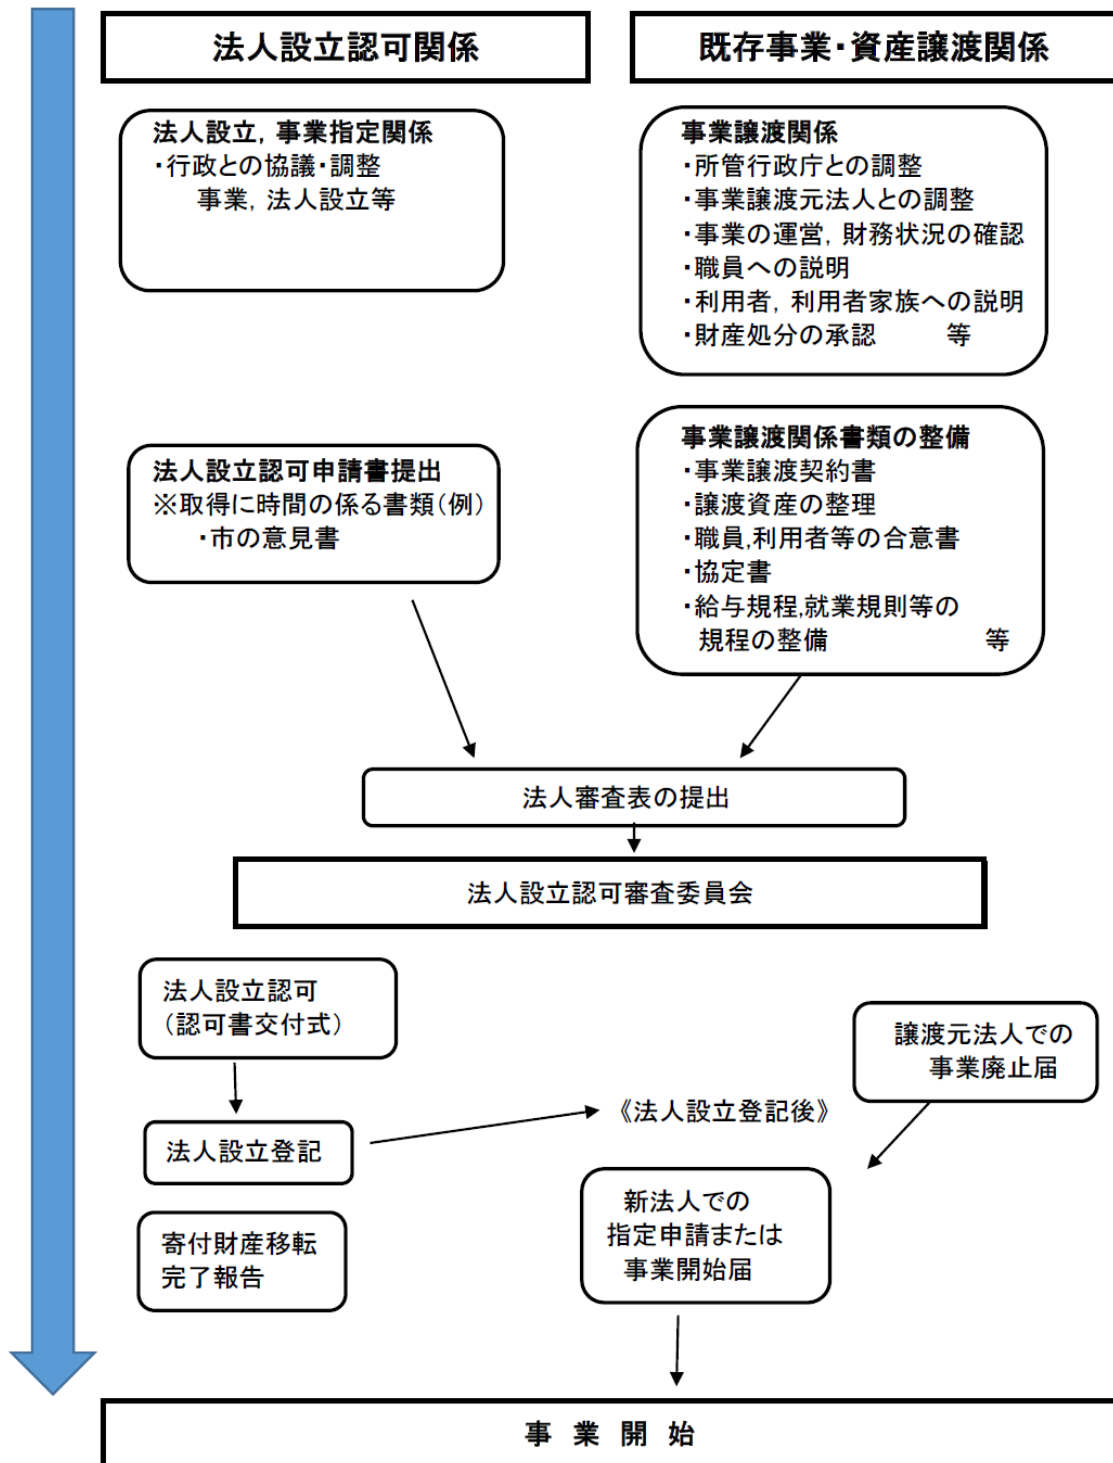 法人設立認可関係
既存事業・資産譲渡関係
法人設立，事業指定関係
・行政との協議・調整
事業，法人設立等
事業譲渡関係
・所管行政庁との調整
・事業譲渡元法人との調整
・事業の運営，財務状況の確認
・職員への説明
・利用者，利用者家族への説明
・財産処分の承認　　　等
法人設立認可申請書提出
※取得に時間の係る書類（例）
・市の意見書
事業譲渡関係書類の整備
・事業譲渡契約書
・譲渡資産の整理
・職員,利用者等の合意書
・協定書
・給与規程,就業規則等の
規程の整備　　　　　　等
法人審査表の提出
法人設立認可審査委員会
法人設立認可
（認可書交付式）
譲渡元法人での
事業廃止届
《法人設立登記後》
法人設立登記
新法人での
指定申請または
事業開始届
寄付財産移転
完了報告
事　業　開　始